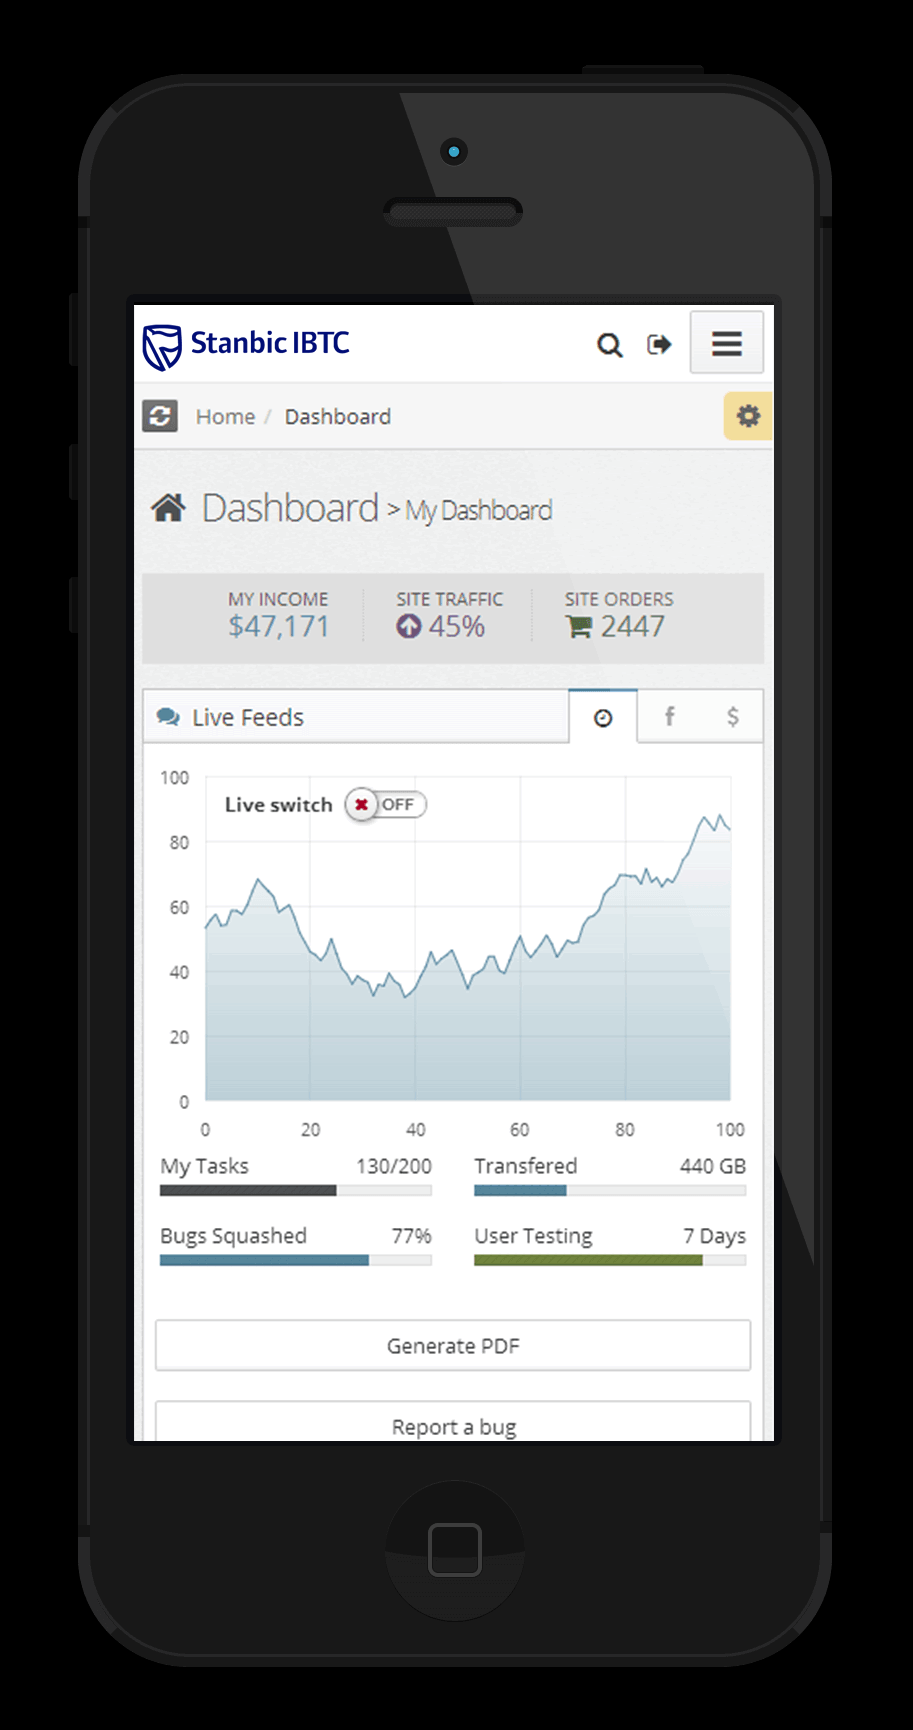 Stanbic IBTC
Home / Dashboard
Dashboard > My Dashboard
MY INCOME SITE TRAFFIC SITE ORDERS
$47,171 45% 2447
Live Feeds f $
Live switch OFF
100
80
60
40
20
0
0 20 40 60 80 100
My Tasks 130/200 Transfered 440 GB
Bugs Squashed 77% User Testing 7 Days
Generate PDF
Report a bug